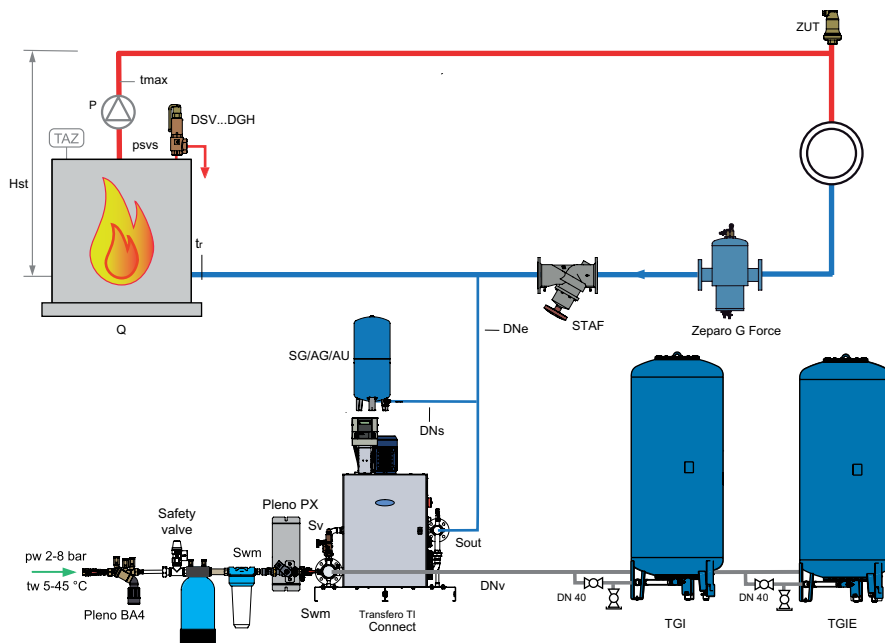 ZUT
tmax
P
DSV...DGH
TAZ
psvs
Hst
tr
Q
STAF
Zeparo G Force
DNe
SG/AG/AU
DNs
Pleno PX
Safety
valve
Sv
Swm
Sout
pw 2-8 bar
tw 5-45 °C
Pleno BA4
Swm
Transfero TI
Connect
DNv
DN 40
TGI
DN 40
TGIE